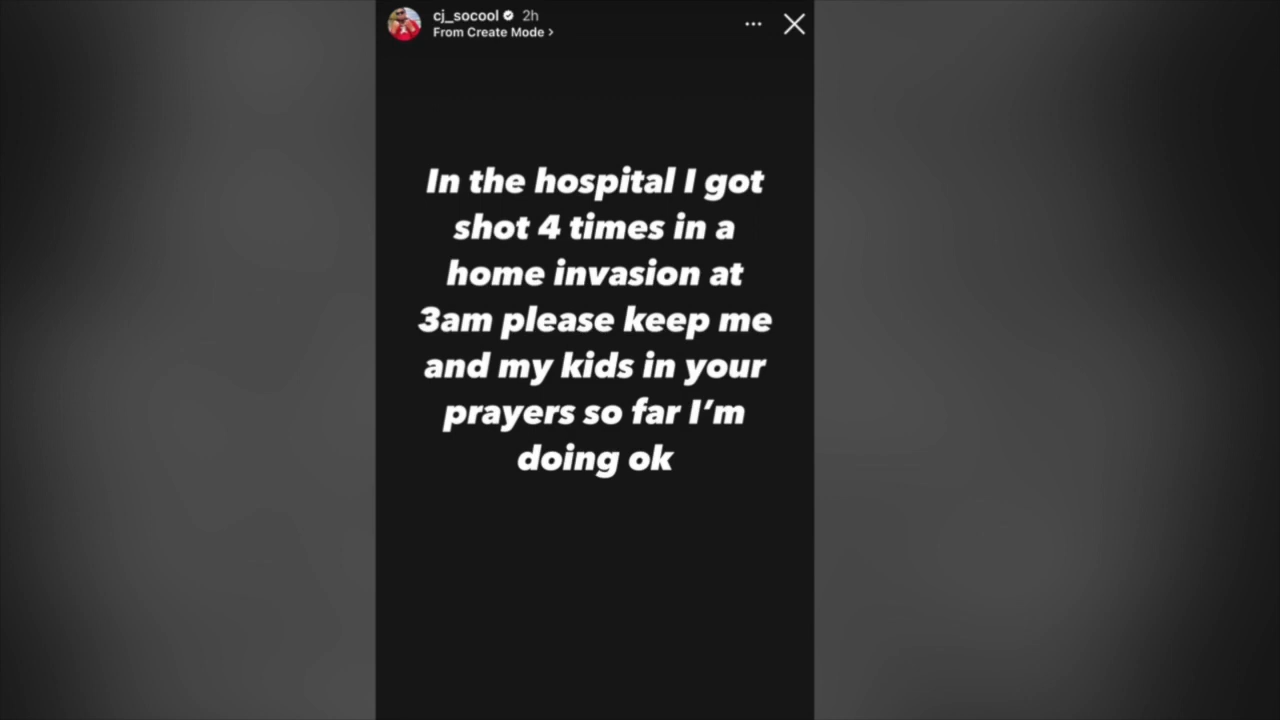 cj_socool 2h
From Create Mode >
In the hospital I got
shot 4 times in a
home invasion at
3am please keep me
and my kids in your
prayers so far I’m
doing ok